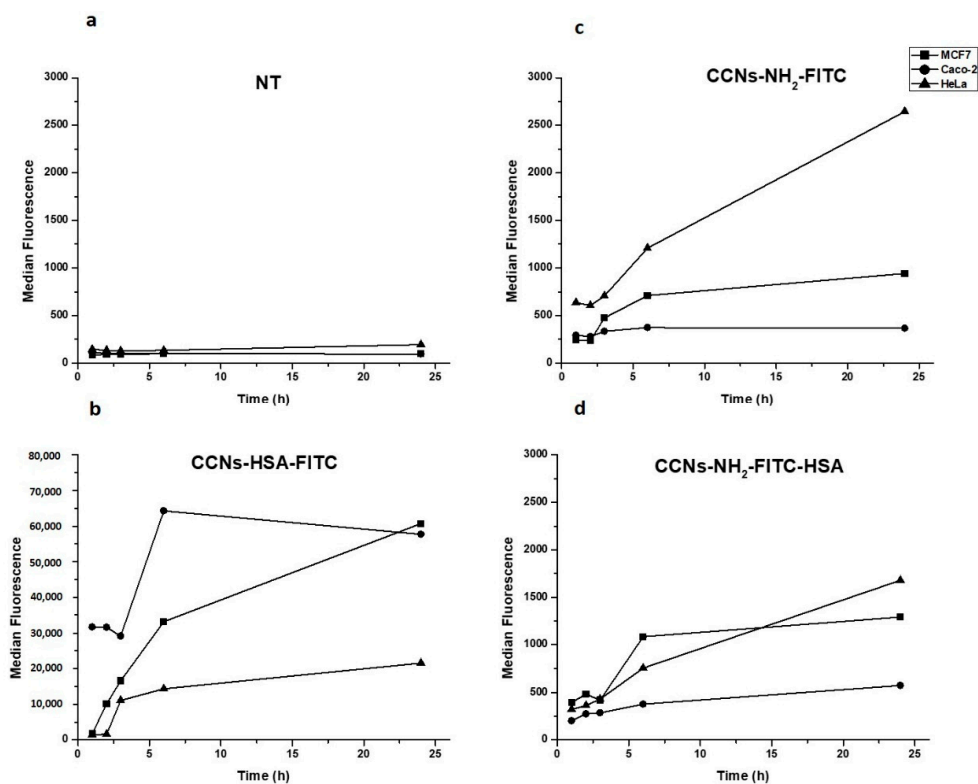 a
NT
3000
2500
2000
1500
1000
500
0
0 5 10 15 20 25
Median Fluorescence
Time (h)
c
CCNs-NH2-FITC
MCF7
Caco-2
HeLa
3000
2500
2000
1500
1000
500
0
0 5 10 15 20 25
Median Fluorescence
Time (h)
b
CCNs-HSA-FITC
80,000
70,000
60,000
50,000
40,000
30,000
20,000
10,000
0
0 5 10 15 20 25
Median Fluorescence
Time (h)
d
CCNs-NH2-FITC-HSA
3000
2500
2000
1500
1000
500
0
0 5 10 15 20 25
Median Fluorescence
Time (h)